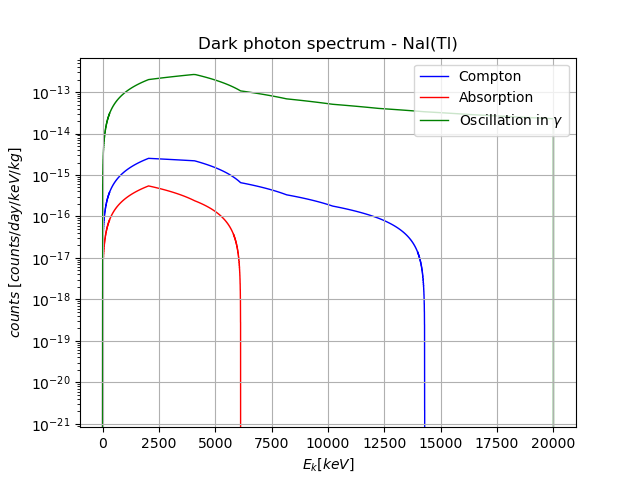 Dark photon spectrum - NaI(Tl)
Compton
Absorption
Oscillation in γ
counts [counts/day/keV/kg]
10⁻¹³
10⁻¹⁴
10⁻¹⁵
10⁻¹⁶
10⁻¹⁷
10⁻¹⁸
10⁻¹⁹
10⁻²⁰
10⁻²¹
0 2500 5000 7500 10000 12500 15000 17500 20000
Eₖ[keV]